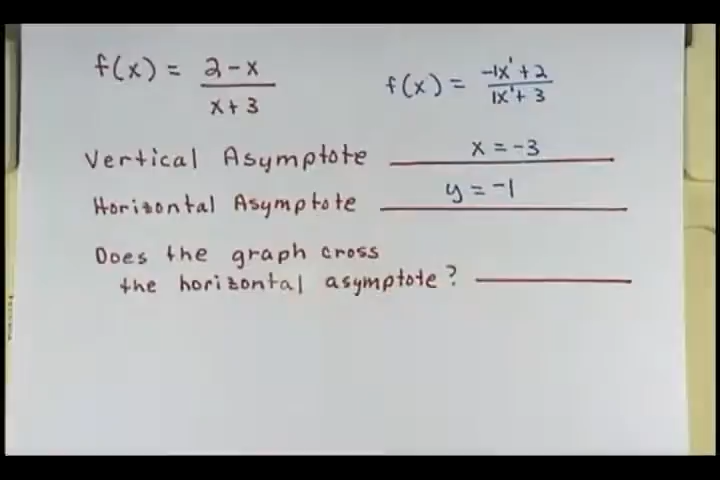 f(x) = 2-x / x+3
f(x) = -1x¹+2 / 1x¹+3
Vertical Asymptote x = -3
Horizontal Asymptote y = -1
Does the graph cross
the horizontal asymptote?